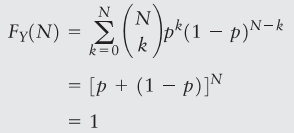 F_Y(N) = \sum_{k=0}^{N} \binom{N}{k} p^k (1 - p)^{N-k}
= [p + (1 - p)]^N
= 1